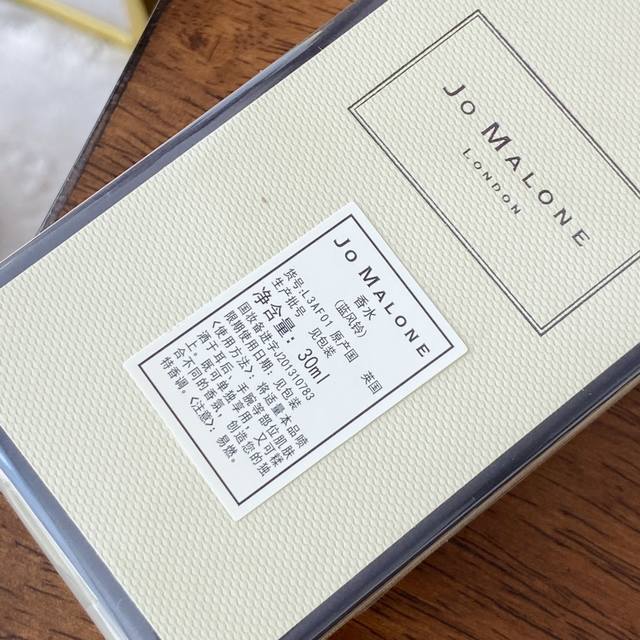 JO MALONE
LONDON
JO MALONE
香水
(蓝风铃)
货号:L3AF01 原产国 英国
生产批号 见包装
净含量: 30ml
国妆备进字J201310783
限期使用日期: 见包装
《使用方法》 将适量本品喷
洒于耳后、手腕等部位肌肤
上。既可单独享用，又可糅
合不同的香氛，创造您的独
特香调。《注意》，易燃。